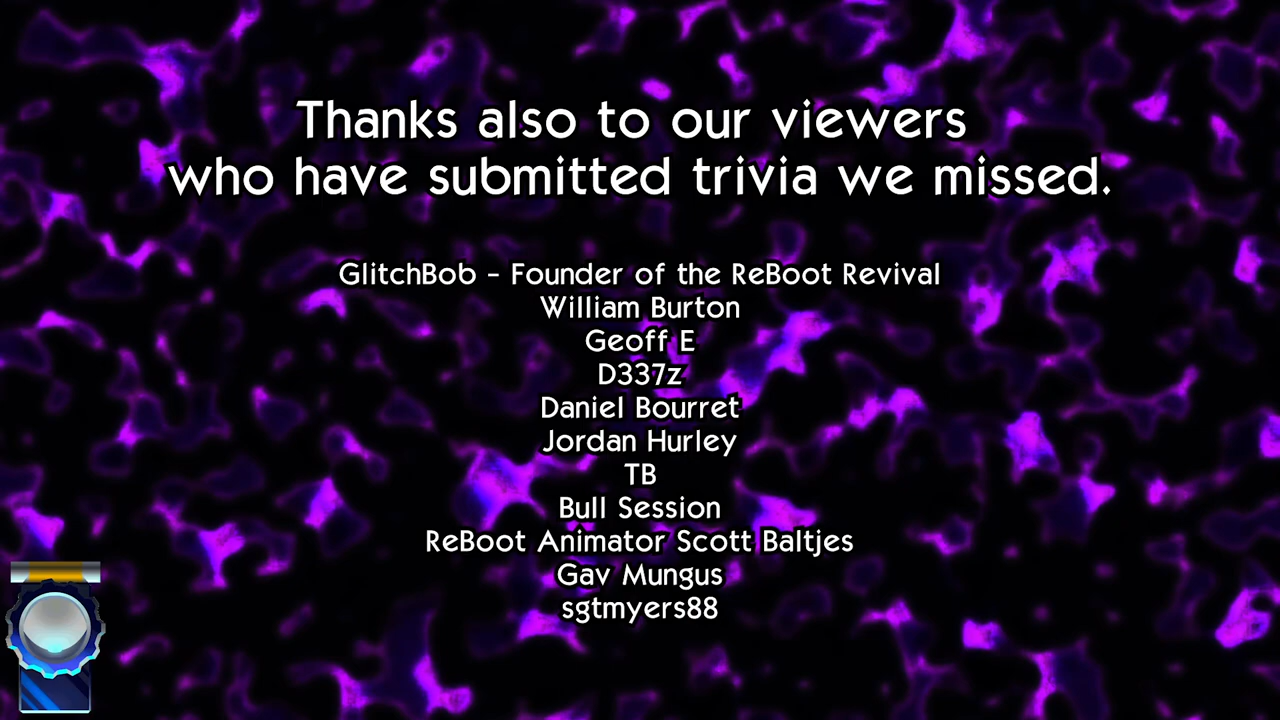 Thanks also to our viewers
who have submitted trivia we missed.
GlitchBob - Founder of the ReBoot Revival
William Burton
Geoff E
D337z
Daniel Bourret
Jordan Hurley
TB
Bull Session
ReBoot Animator Scott Baltjes
Gav Mungus
sgtmyers88